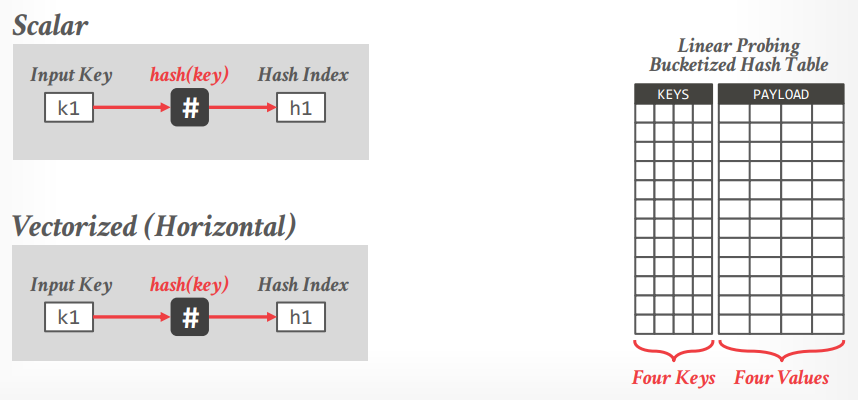 Scalar
Input Key hash(key) Hash Index
k1 # h1
Vectorized (Horizontal)
Input Key hash(key) Hash Index
k1 # h1
Linear Probing
Bucketized Hash Table
KEYS PAYLOAD
Four Keys Four Values